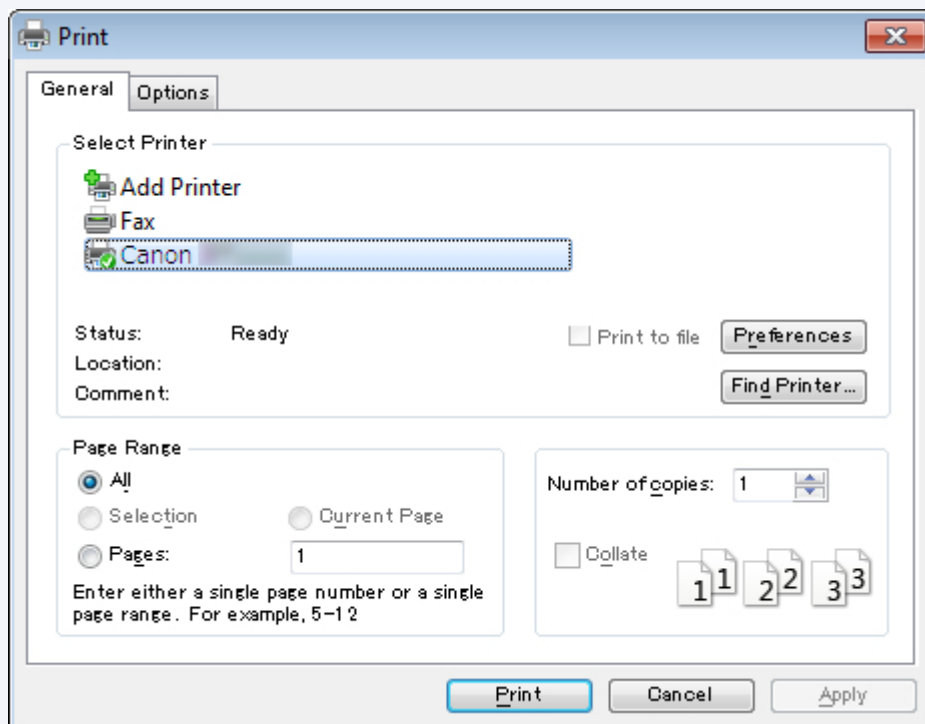 Print
General Options
Select Printer
Add Printer
Fax
Canon
Status: Ready
Print to file
Preferences
Location:
Comment:
Find Printer...
Page Range
All
Selection
Current Page
Pages: 1
Enter either a single page number or a single
page range. For example, 5-12
Number of copies: 1
Collate
1 1 2 2 3 3
Print Cancel Apply